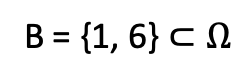 B = {1, 6} ⊂ Ω